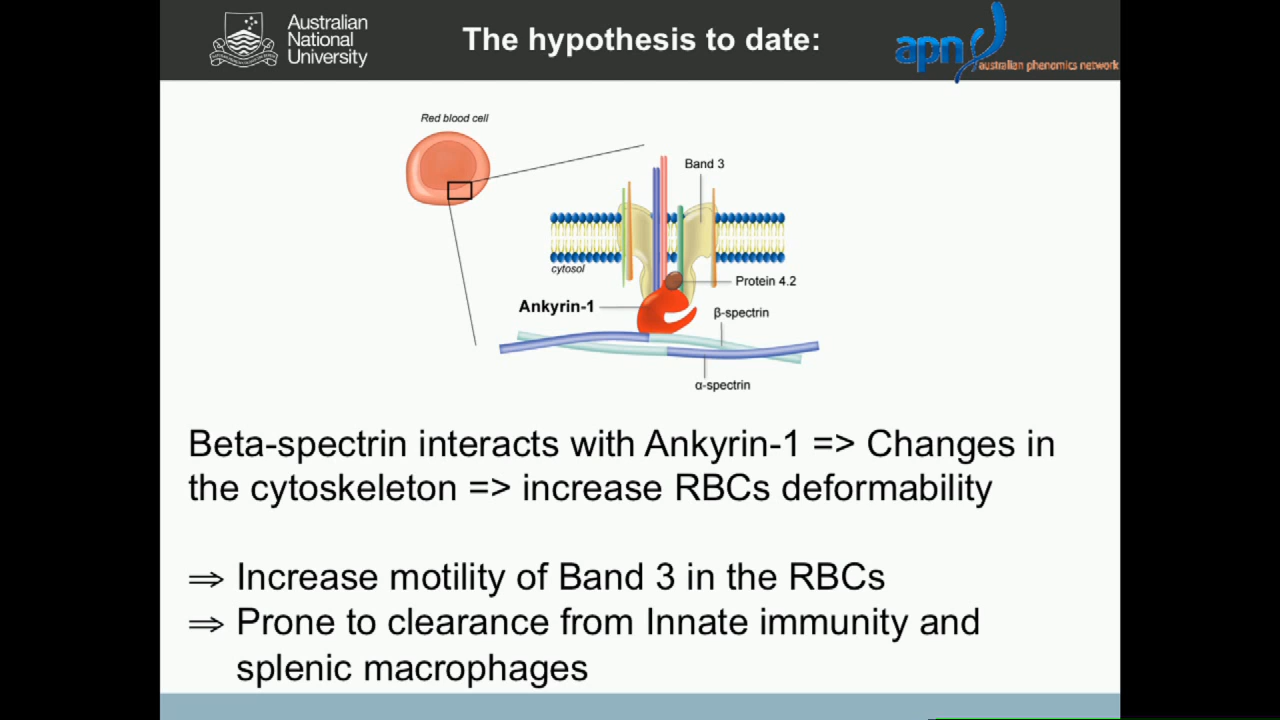 Australian
National
University
The hypothesis to date:
apn
australian phenomics network
Red blood cell
Band 3
cytosol
Protein 4.2
Ankyrin-1
β-spectrin
α-spectrin
Beta-spectrin interacts with Ankyrin-1 => Changes in
the cytoskeleton => increase RBCs deformability
⇒ Increase motility of Band 3 in the RBCs
⇒ Prone to clearance from Innate immunity and
splenic macrophages